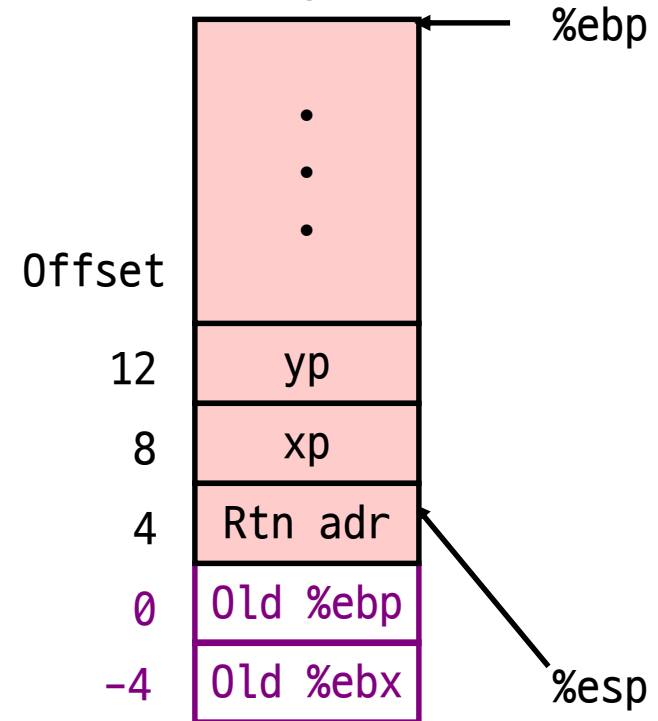 %ebp
Offset
12 yp
8 xp
4 Rtn adr
0 Old %ebp
-4 Old %ebx
%esp